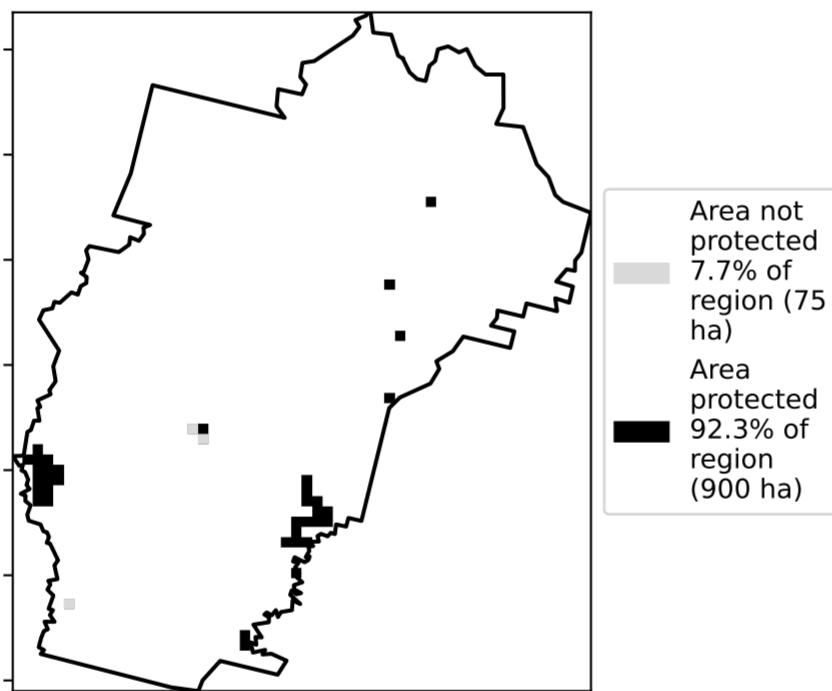 Area not
protected
7.7% of
region (75
ha)
Area
protected
92.3% of
region
(900 ha)